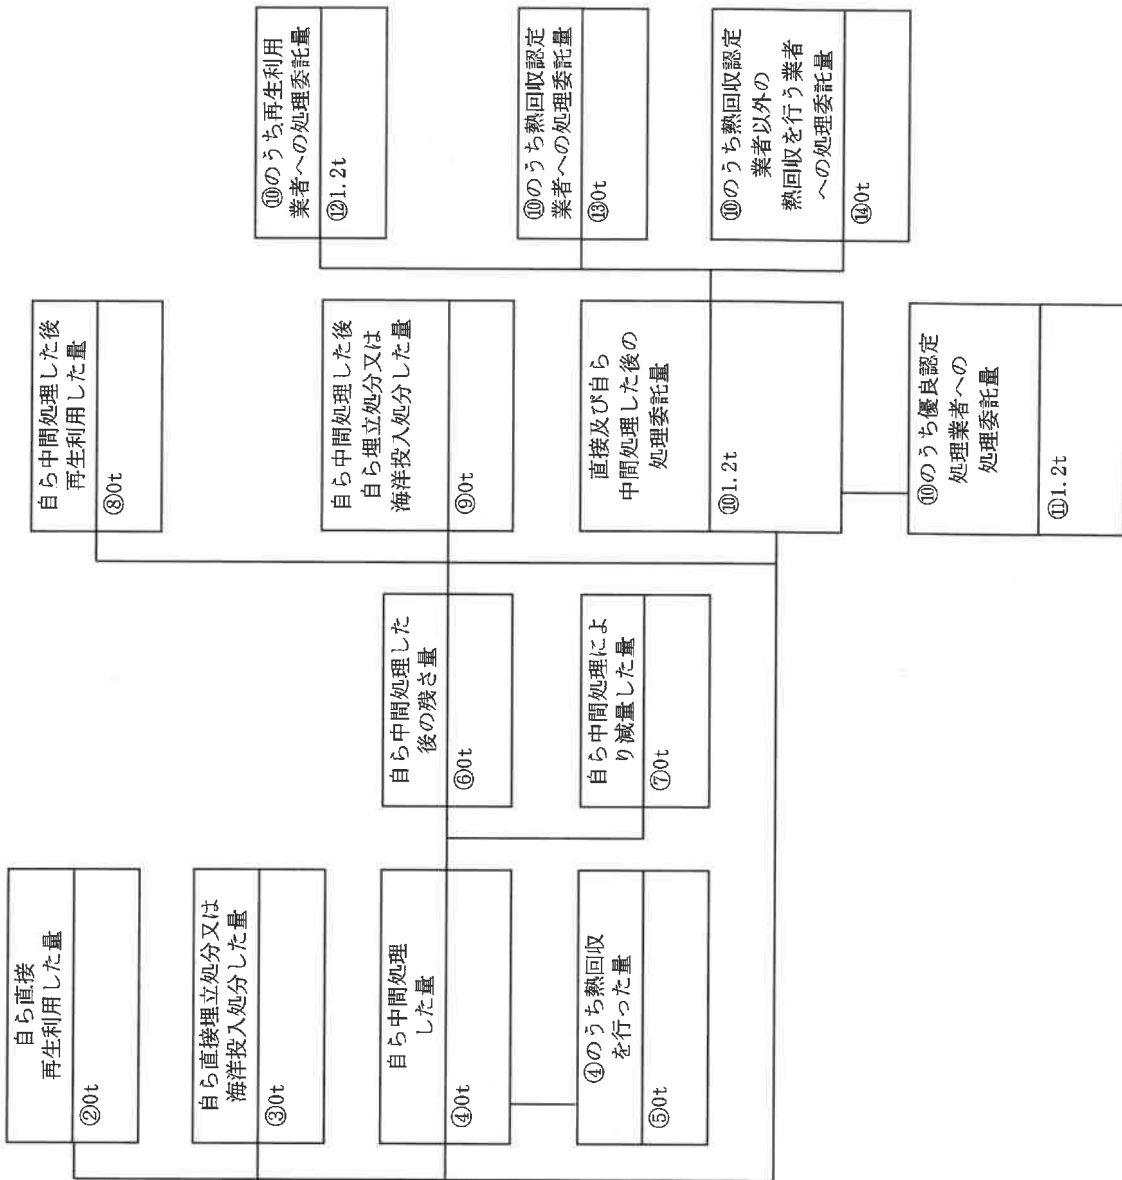 自ら直接
再生利用した量
②0t
自ら直接埋立処分又は
海洋投入処分した量
③0t
自ら中間処理
した量
④0t
④のうち熱回収
を行った量
⑤0t
自ら中間処理した
後の残さ量
⑥0t
自ら中間処理によ
り減量した量
⑦0t
自ら中間処理した後
再生利用した量
⑧0t
自ら中間処理した後
自ら埋立処分又は
海洋投入処分した量
⑨0t
直接及び自ら
中間処理した後の
処理委託量
⑩1.2t
⑩のうち優良認定
処理業者への
処理委託量
⑪1.2t
⑩のうち再生利用
業者への処理委託量
⑫1.2t
⑩のうち熱回収認定
業者への処理委託量
⑬0t
⑩のうち熱回収認定
業者以外の
熱回収を行う業者
への処理委託量
⑭0t